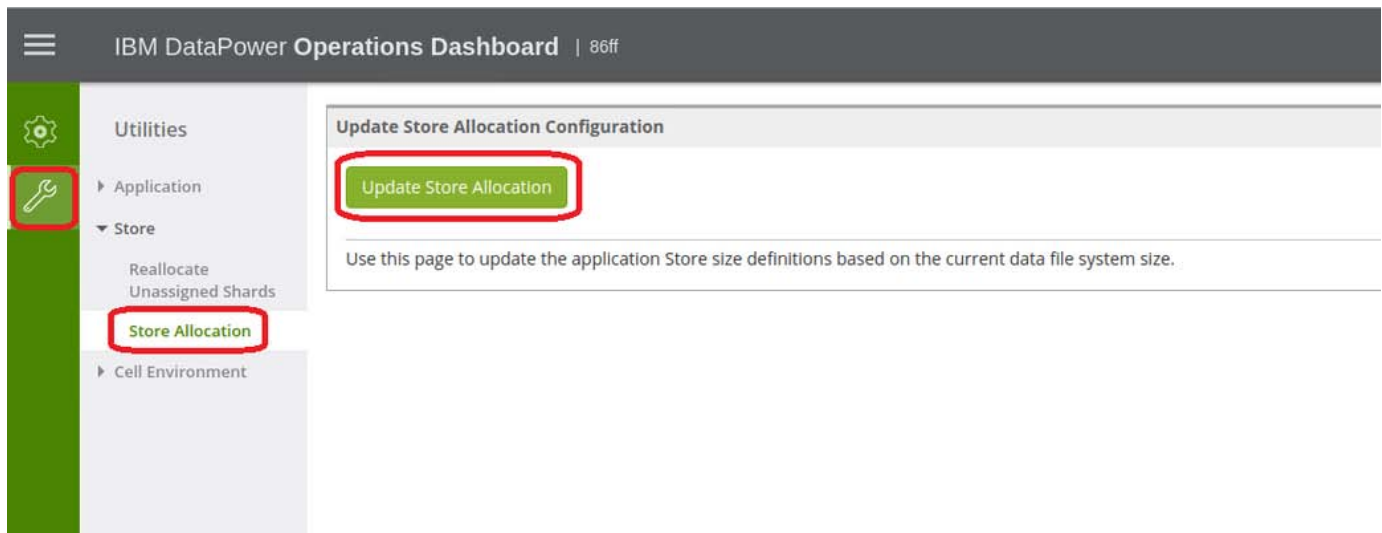 IBM DataPower Operations Dashboard | 86ff
Utilities
Application
Store
Reallocate
Unassigned Shards
Store Allocation
Cell Environment
Update Store Allocation Configuration
Update Store Allocation
Use this page to update the application Store size definitions based on the current data file system size.